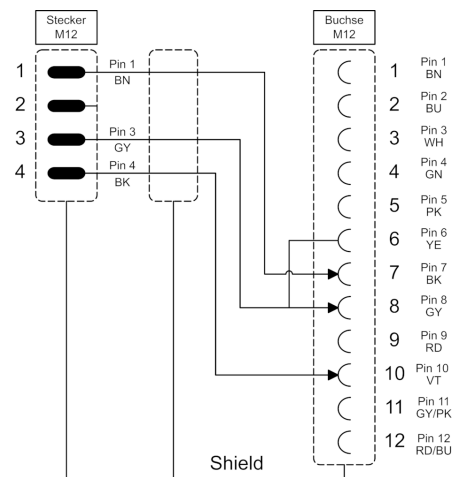 Stecker
M12
Buchse
M12
1
Pin 1
BN
2
3
Pin 3
GY
4
Pin 4
BK
1
Pin 1
BN
2
Pin 2
BU
3
Pin 3
WH
4
Pin 4
GN
5
Pin 5
PK
6
Pin 6
YE
7
Pin 7
BK
8
Pin 8
GY
9
Pin 9
RD
10
Pin 10
VT
11
Pin 11
GY/PK
12
Pin 12
RD/BU
Shield